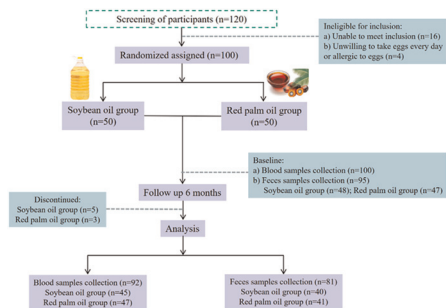 Screening of participants (n=120)
Ineligible for inclusion:
a) Unable to meet inclusion (n=16)
b) Unwilling to take eggs every day
or allergic to eggs (n=4)
Randomized assigned (n=100)
Soybean oil group
(n=50)
Red palm oil group
(n=50)
Baseline:
a) Blood samples collection (n=100)
b) Feces samples collection (n=95)
Soybean oil group (n=48); Red palm oil group (n=47)
Follow up 6 months
Discontinued:
Soybean oil group (n=5)
Red palm oil group (n=3)
Analysis
Blood samples collection (n=92)
Soybean oil group (n=45)
Red palm oil group (n=47)
Feces samples collection (n=81)
Soybean oil group (n=40)
Red palm oil group (n=41)